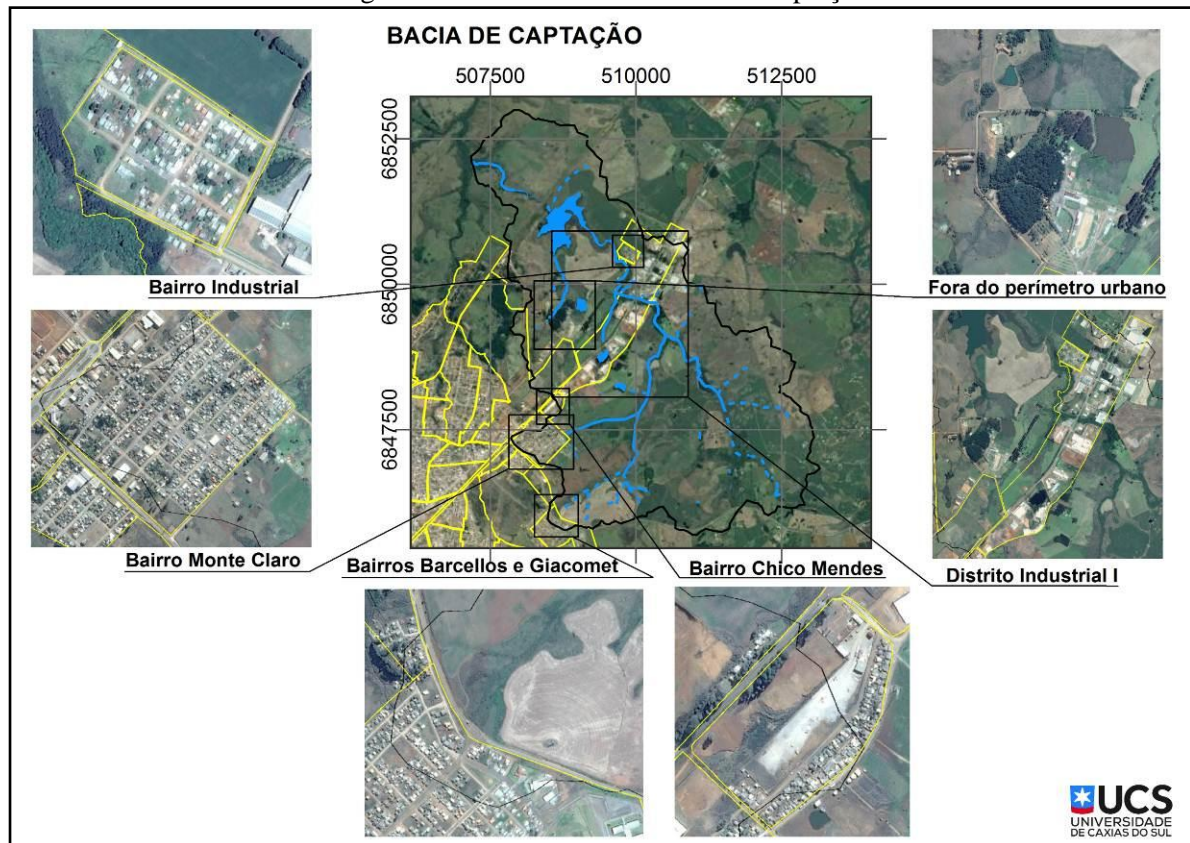 BACIA DE CAPTAÇÃO
507500 510000 512500
6852500
6850000
6847500
Bairro Industrial
Fora do perímetro urbano
Bairro Monte Claro
Bairros Barcellos e Giacomet
Bairro Chico Mendes
Distrito Industrial I
UCS
UNIVERSIDADE
DE CAXIAS DO SUL